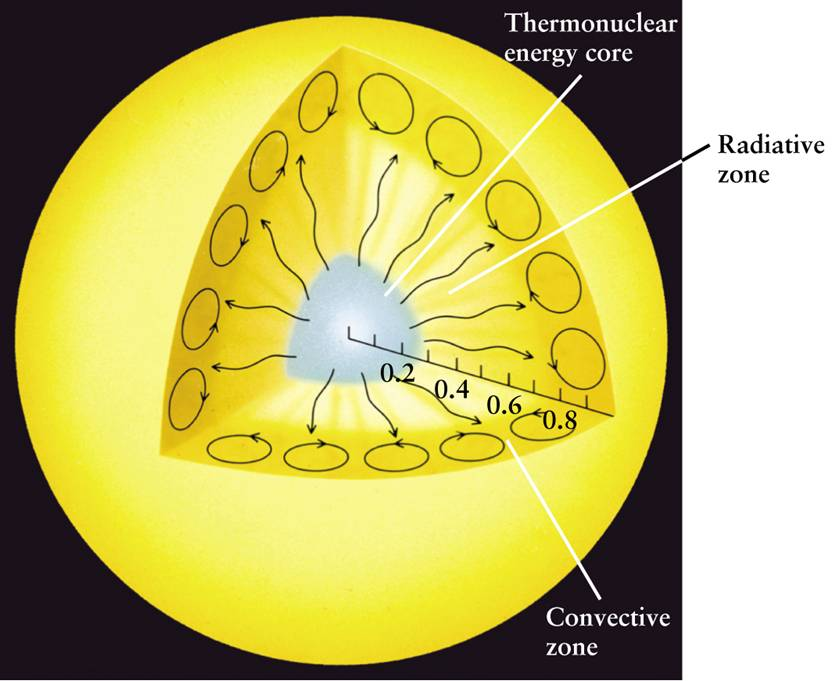 Thermonuclear
energy core
Radiative
zone
0.2
0.4
0.6
0.8
Convective
zone